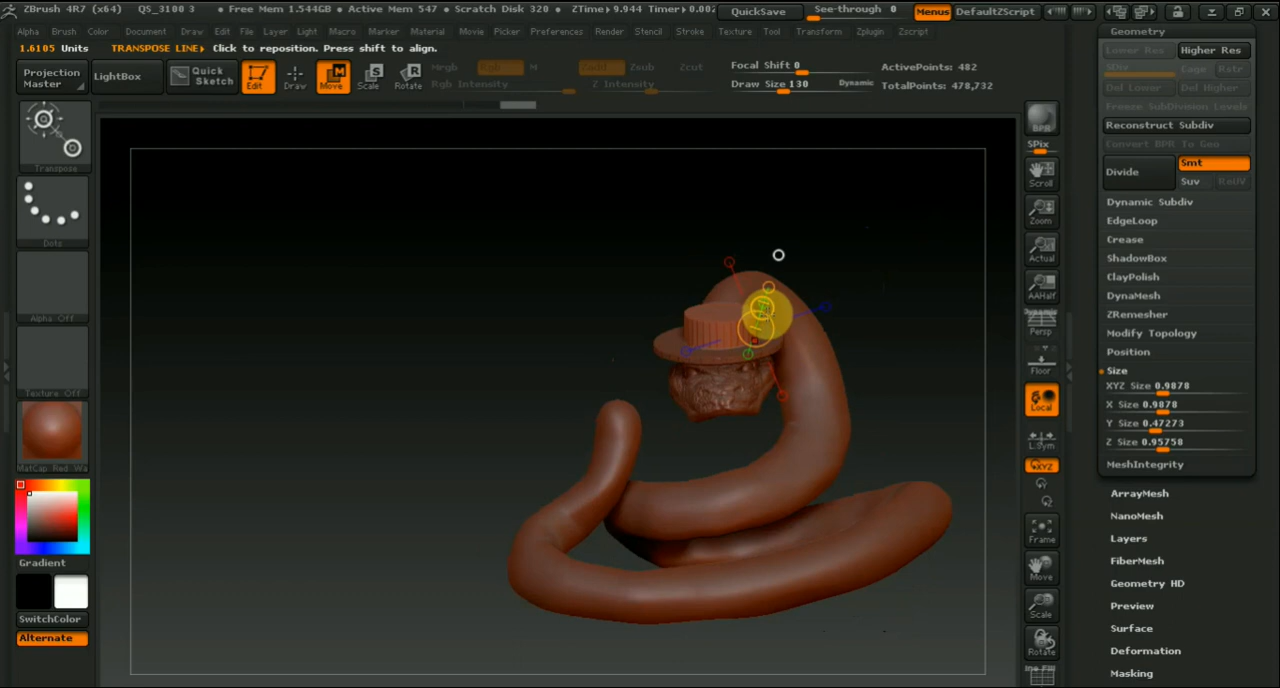 ZBrush 4R7 (x64) QS_3100 3 • Free Mem 1.544GB • Active Mem 547 • Scratch Disk 320 • ZTime▸9.944 Timer▸0.002 QuickSave See-through 0 Menus DefaultZScript
Alpha Brush Color Document Draw Edit File Layer Light Macro Marker Material Movie Picker Preferences Render Stencil Stroke Texture Tool Transform Zplugin Zscript
1.6105 Units TRANSPOSE LINE▸ Click to reposition. Press shift to align.
Projection Master
LightBox
Quick Sketch
Edit
Draw
Move
Scale
Rotate
Mrgb Rgb M
Rgb Intensity
Zadd Zsub Zcut
Z Intensity
Focal Shift 0
Draw Size 130 Dynamic
ActivePoints: 482
TotalPoints: 478,732
Transpose
Dots
Alpha Off
Texture Off
MatCap Red Wa
Gradient
SwitchColor
Alternate
BPR
SPix
Scroll
Zoom
Actual
AAHalf
Dynamic
Persp
Floor
Local
L.Sym
XYZ
Frame
Move
Scale
Rotate
Line Fill
Geometry
Lower Res Higher Res
SDiv Cage Rstr
Del Lower Del Higher
Freeze SubDivision Levels
Reconstruct Subdiv
Convert BPR To Geo
Divide Smt
Suv ReUV
Dynamic Subdiv
EdgeLoop
Crease
ShadowBox
ClayPolish
DynaMesh
ZRemesher
Modify Topology
Position
Size
XYZ Size 0.9878
X Size 0.9878
Y Size 0.47273
Z Size 0.95758
MeshIntegrity
ArrayMesh
NanoMesh
Layers
FiberMesh
Geometry HD
Preview
Surface
Deformation
Masking